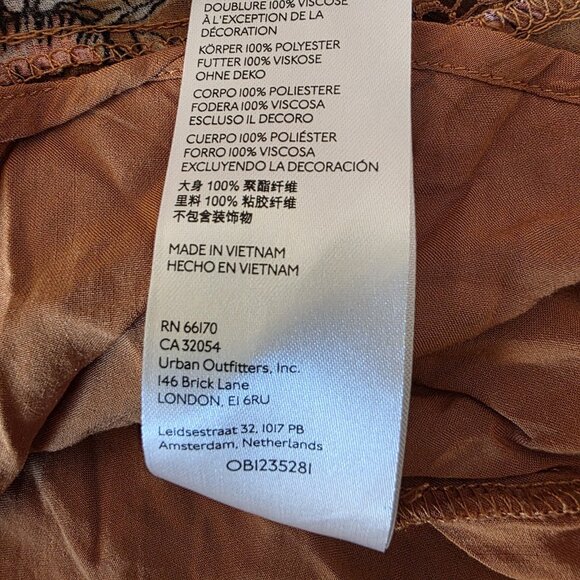 DOUBLURE 100% VISCOSE
À L'EXCEPTION DE LA
DÉCORATION
KÖRPER 100% POLYESTER
FUTTER 100% VISKOSE
OHNE DEKO
CORPO 100% POLIESTERE
FODERA 100% VISCOSA
ESCLUSO IL DECORO
CUERPO 100% POLIÉSTER
FORRO 100% VISCOSA
EXCLUYENDO LA DECORACIÓN
大身 100% 聚酯纤维
里料 100% 粘胶纤维
不包含装饰物
MADE IN VIETNAM
HECHO EN VIETNAM
RN 66170
CA 32054
Urban Outfitters, Inc.
146 Brick Lane
LONDON, E1 6RU
Leidsestraat 32, 1017 PB
Amsterdam, Netherlands
OB1235281